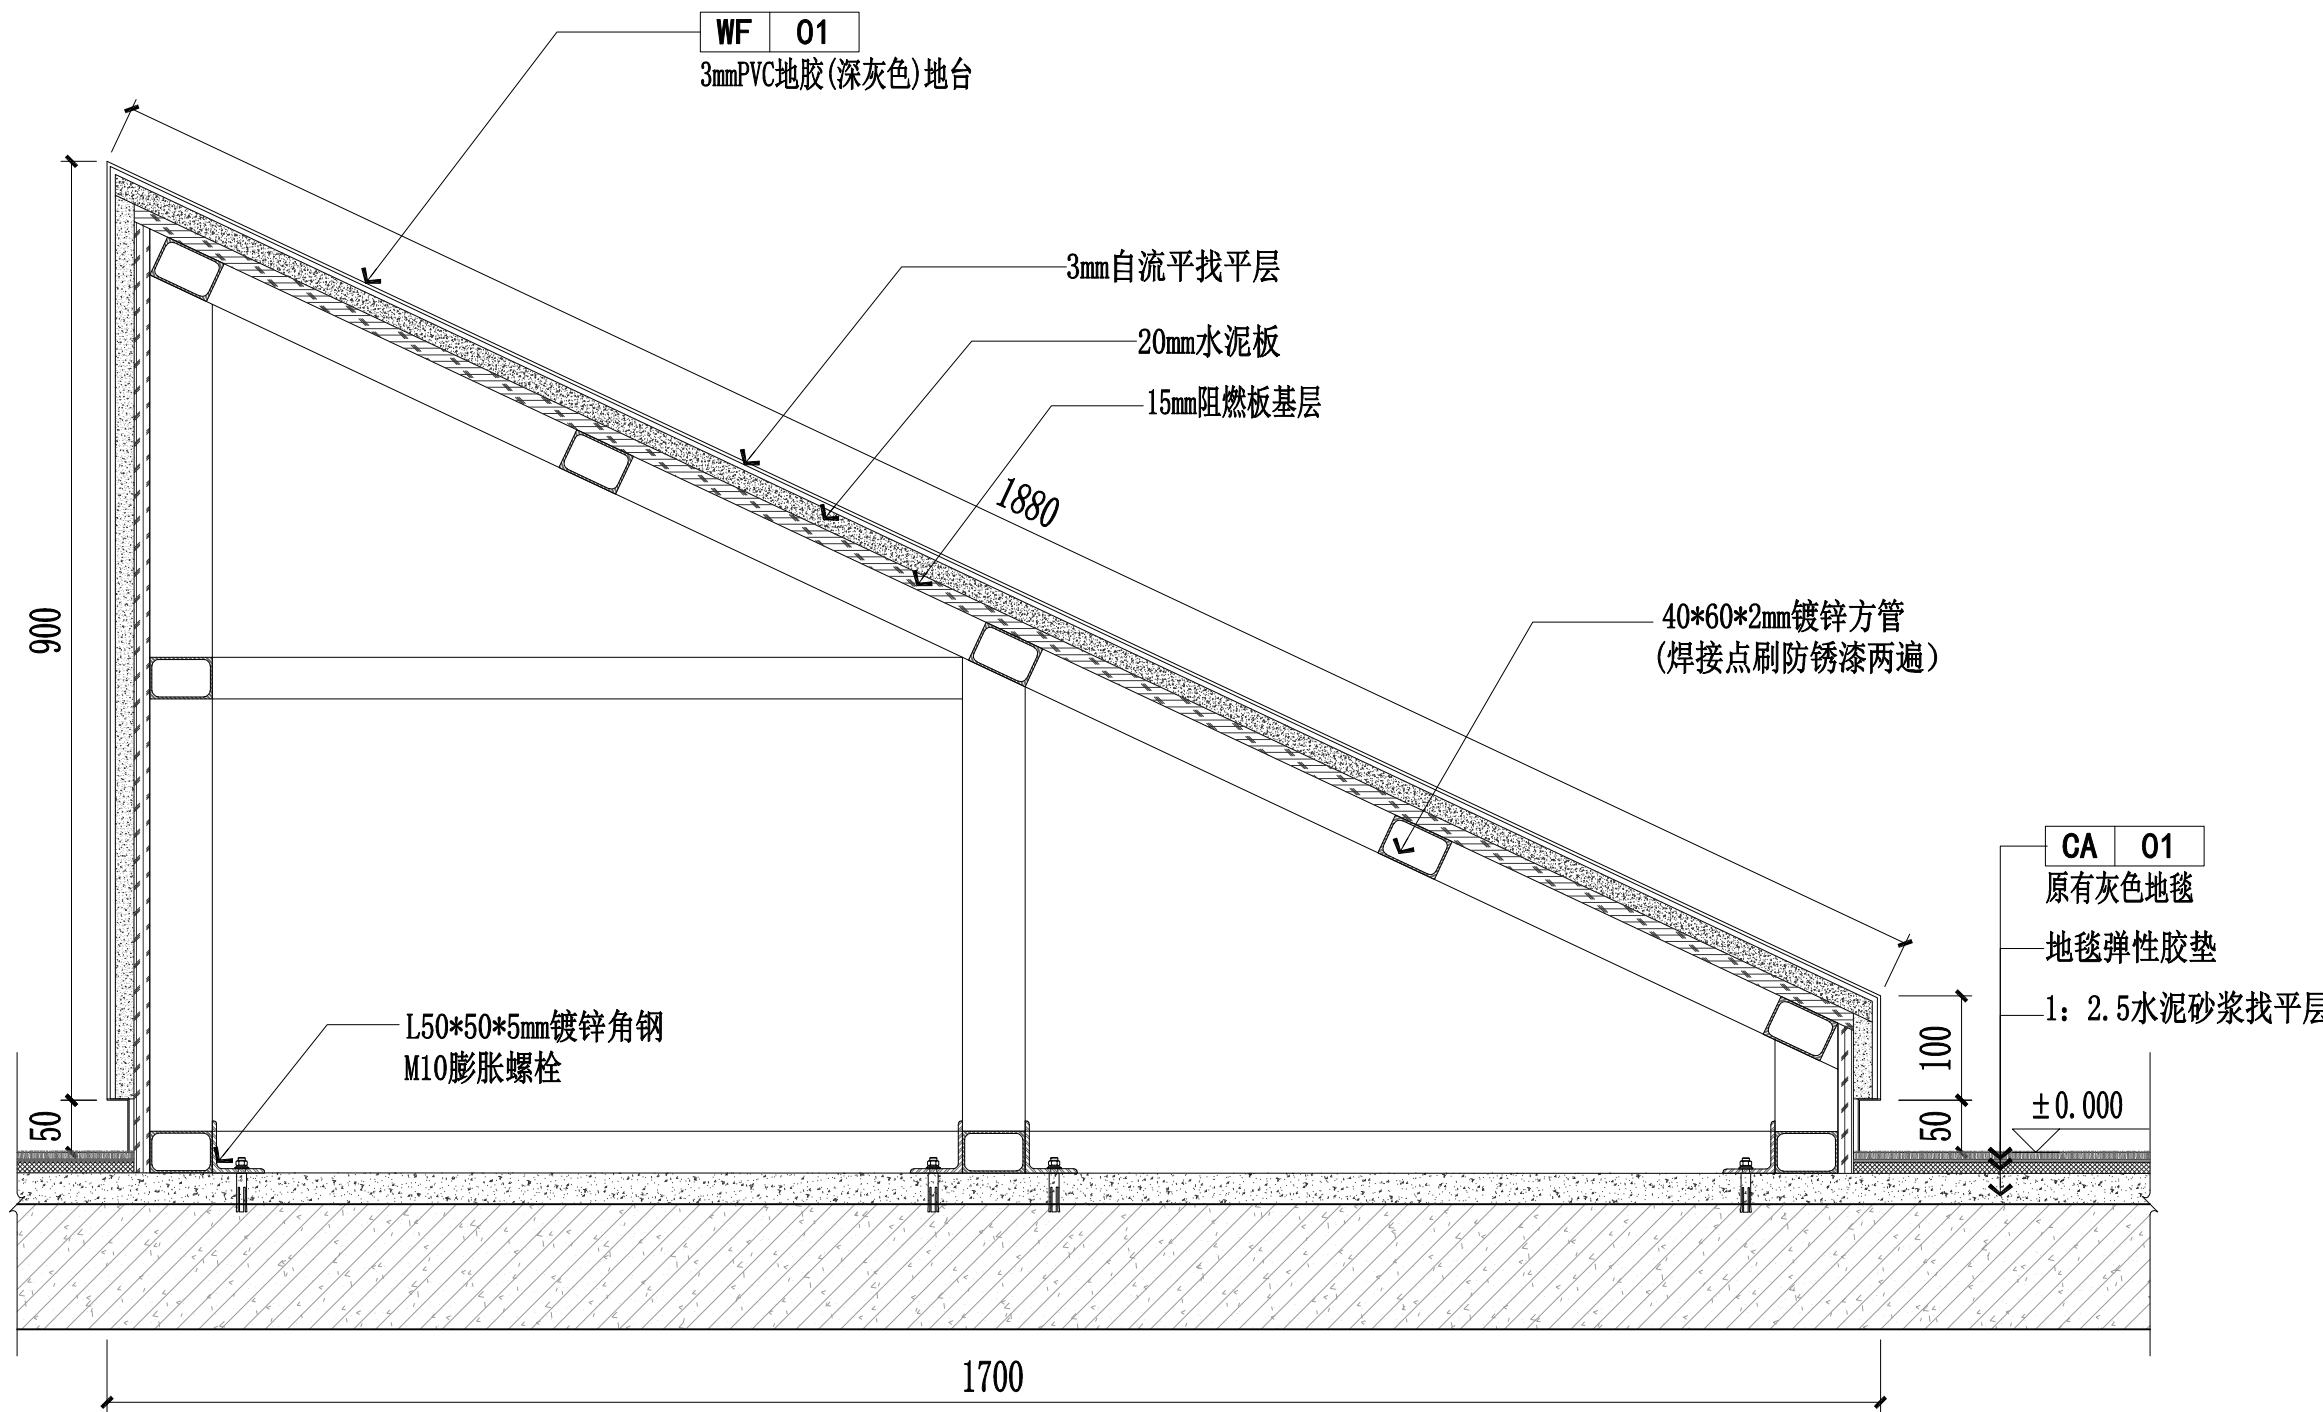 WF 01
3mmPVC地胶(深灰色)地台
3mm自流平找平层
20mm水泥板
15mm阻燃板基层
1880
900
40*60*2mm镀锌方管
(焊接点刷防锈漆两遍)
CA 01
原有灰色地毯
地毯弹性胶垫
1: 2.5水泥砂浆找平层
L50*50*5mm镀锌角钢
M10膨胀螺栓
100
±0.000
50
50
1700